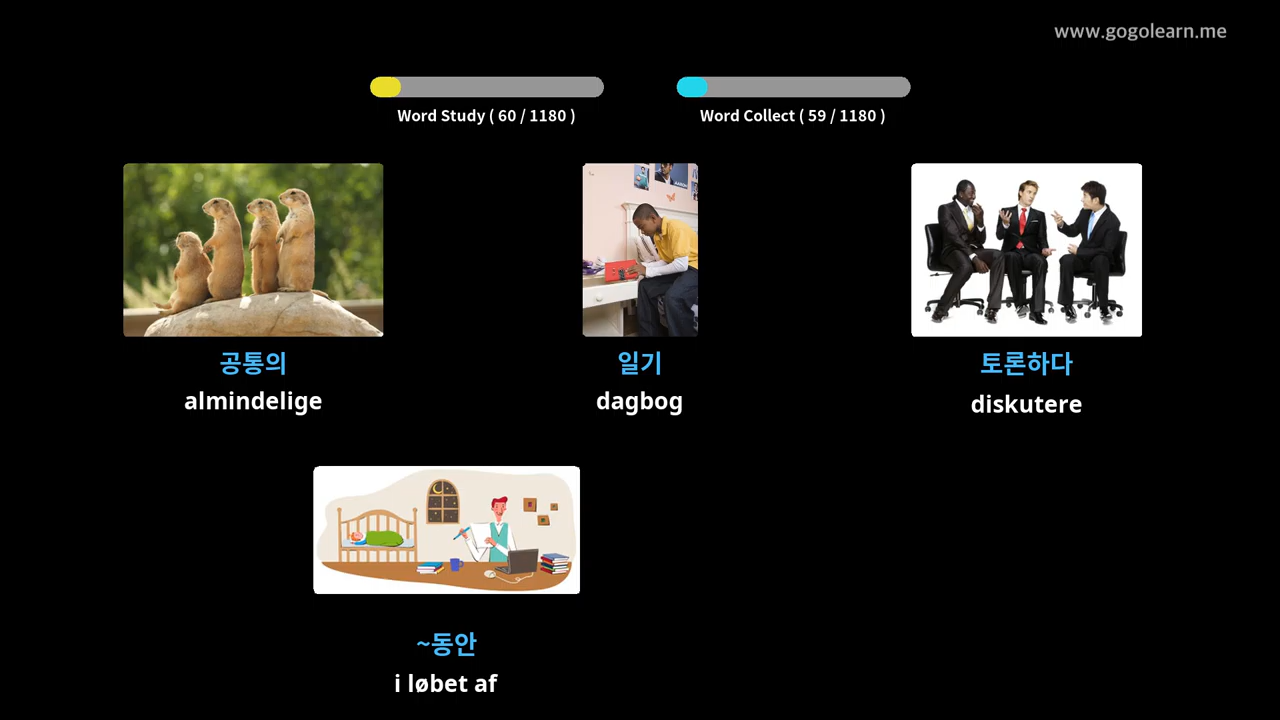 www.gogolearn.me
Word Study ( 60 / 1180 )
Word Collect ( 59 / 1180 )
공통의
almindelige
일기
dagbog
토론하다
diskutere
~동안
i løbet af